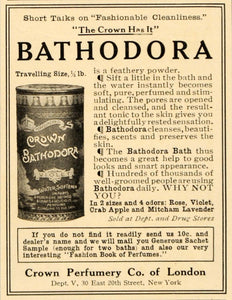 Short Talks on "Fashionable Cleanliness."
"The Crown Has It"
BATHODORA
Travelling Size, ½ lb.
is a feathery powder.
¶ Sift a little in the bath and
the water instantly becomes
soft, pure, perfumed and stim-
ulating. The pores are opened
and cleansed, and the result-
ant tonic to the skin gives you
a delightfully rested sensation.
¶ Bathodora cleanses, beauti-
fies, scents and preserves the
skin.
¶ The Bathodora Bath thus
becomes a great help to good
looks and smart appearance.
¶ Hundreds of thousands of
well-groomed people are using
Bathodora daily. WHY NOT
YOU?
In 2 sizes and 4 odors: Rose, Violet,
Crab Apple and Mitcham Lavender
Sold at Dept. and Drug Stores
CROWN
BATHODORA
WATER SOFTENER
If you do not find it readily send us 10c. and
dealer's name and we will mail you Generous Sachet
Sample (enough for two baths) and also our very
interesting "Fashion Book of Perfumes."
Crown Perfumery Co. of London
Dept. V, 30 East 20th Street, New York